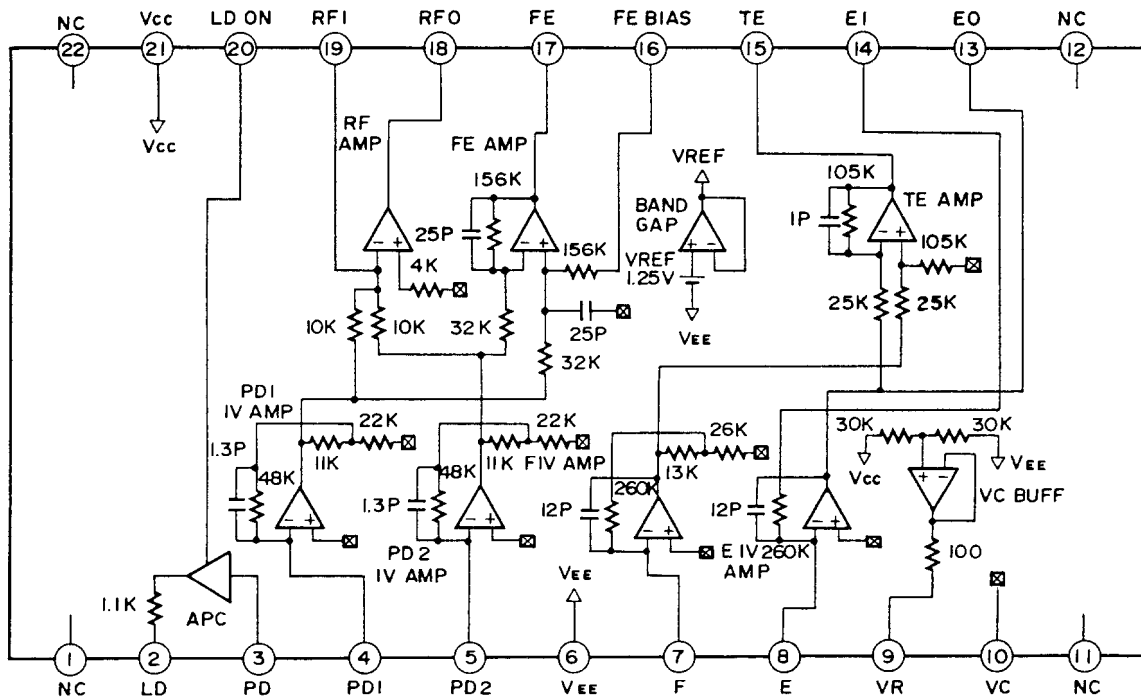 NC Vcc LD ON RF1 RFO FE FE BIAS TE E1 EO NC
22 21 20 19 18 17 16 15 14 13 12
Vcc
RF AMP
FE AMP
156K
25P
4K
156K
25P
VREF
BAND GAP
VREF 1.25V
VEE
105K
1P
TE AMP
105K
25K
25K
10K
10K
32K
32K
PD1 IV AMP
22K
11K
1.3P
48K
22K
11K
F IV AMP
48K
1.3P
PD2 IV AMP
26K
13K
260K
12P
12P
E IV AMP
260K
30K
30K
Vcc
VEE
VC BUFF
100
1.1K
APC
VEE
1 2 3 4 5 6 7 8 9 10 11
NC LD PD PD1 PD2 VEE F E VR VC NC